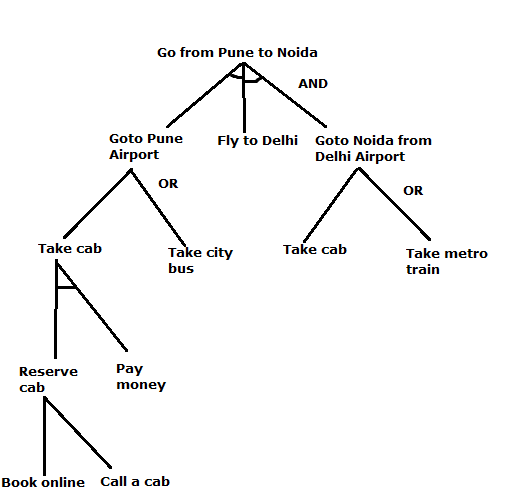 Go from Pune to Noida
AND
Goto Pune
Airport
Fly to Delhi
Goto Noida from
Delhi Airport
OR
OR
Take cab
Take city
bus
Take cab
Take metro
train
Reserve
cab
Pay
money
Book online
Call a cab